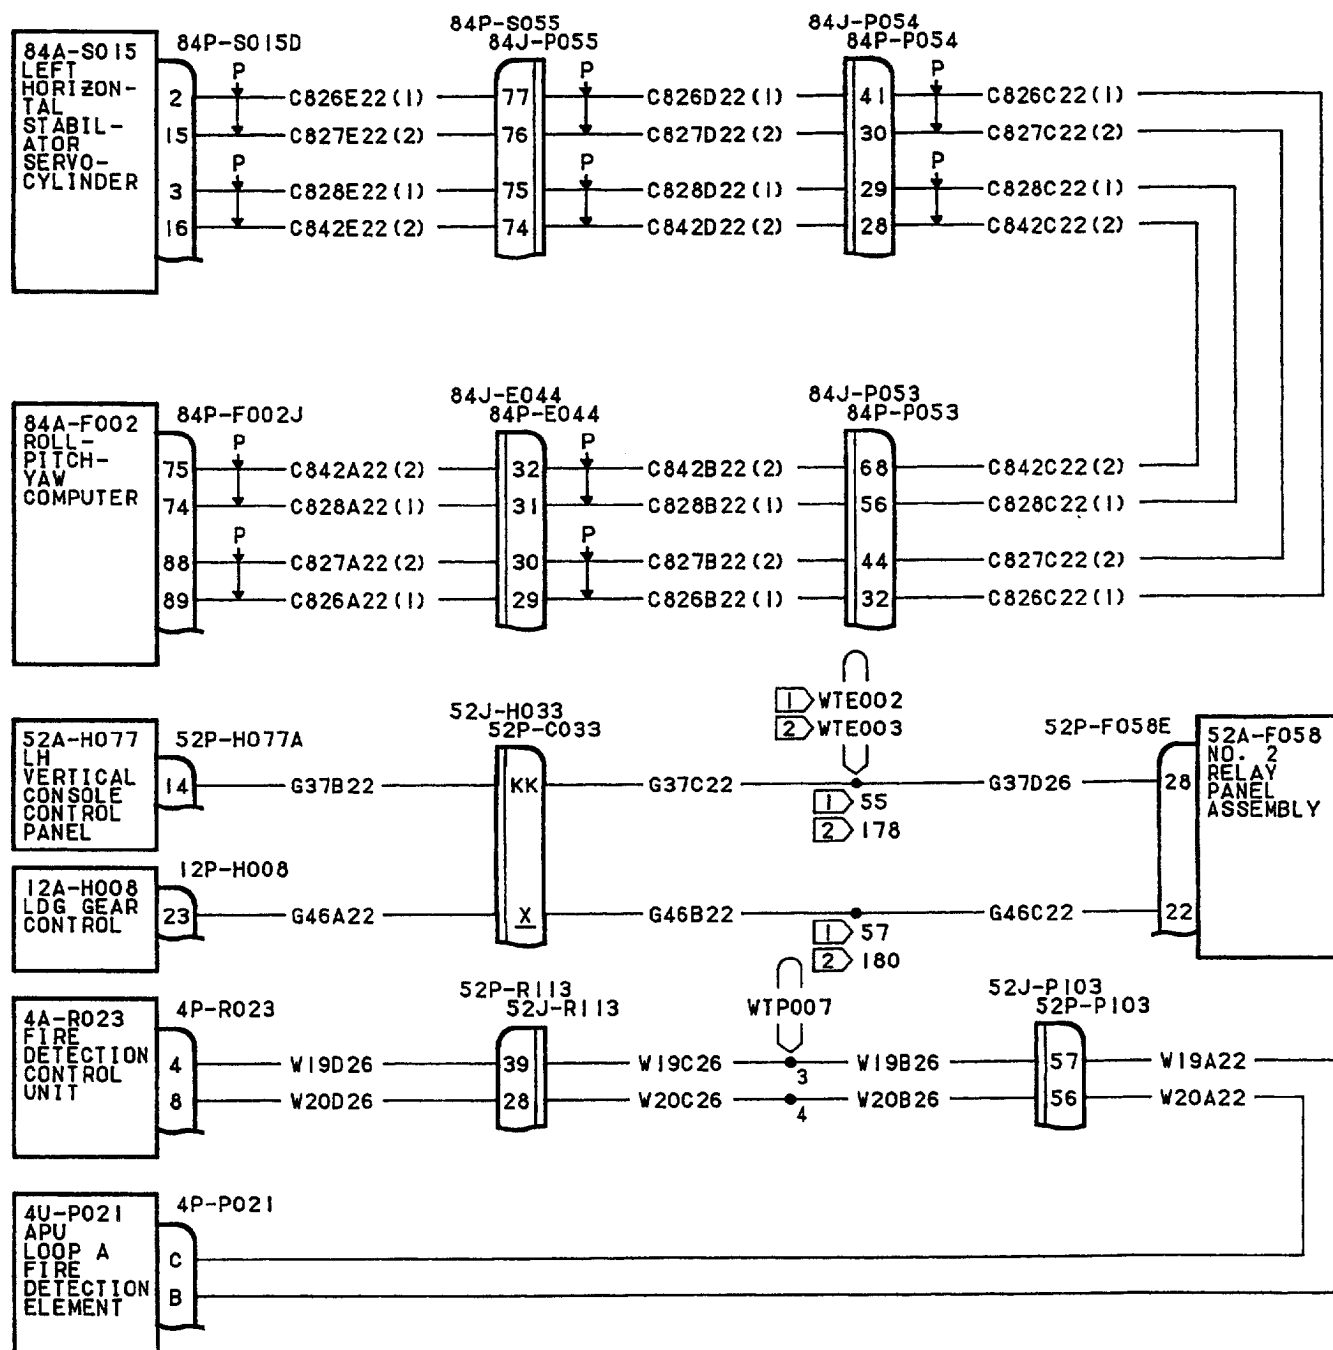 84P-S055
84J-P055
84J-P054
84P-P054
84A-S015
LEFT
HORIZON-
TAL
STABIL-
ATOR
SERVO-
CYLINDER
84P-S015D
P
P
P
2 C826E22(1) 77 C826D22(1) 41 C826C22(1)
15 C827E22(2) 76 C827D22(2) 30 C827C22(2)
P
P
P
3 C828E22(1) 75 C828D22(1) 29 C828C22(1)
16 C842E22(2) 74 C842D22(2) 28 C842C22(2)
84J-E044
84P-E044
84J-P053
84P-P053
84A-F002
ROLL-
PITCH-
YAW
COMPUTER
84P-F002J
P
P
75 C842A22(2) 32 C842B22(2) 68 C842C22(2)
74 C828A22(1) 31 C828B22(1) 56 C828C22(1)
P
P
88 C827A22(2) 30 C827B22(2) 44 C827C22(2)
89 C826A22(1) 29 C826B22(1) 32 C826C22(1)
1 WTE002
2 WTE003
52J-H033
52P-C033
52A-H077
LH
VERTICAL
CONSOLE
CONTROL
PANEL
52P-H077A
52P-F058E
52A-F058
NO. 2
RELAY
PANEL
ASSEMBLY
14 G37B22 KK G37C22 G37D26 28
1 55
2 178
12A-H008
LDG GEAR
CONTROL
12P-H008
23 G46A22 X G46B22 G46C22 22
1 57
2 180
52P-R113
52J-R113
WTP007
52J-P103
52P-P103
4A-R023
FIRE
DETECTION
CONTROL
UNIT
4P-R023
4 W19D26 39 W19C26 3 W19B26 57 W19A22
8 W20D26 28 W20C26 4 W20B26 56 W20A22
4U-P021
APU
LOOP A
FIRE
DETECTION
ELEMENT
4P-P021
C
B